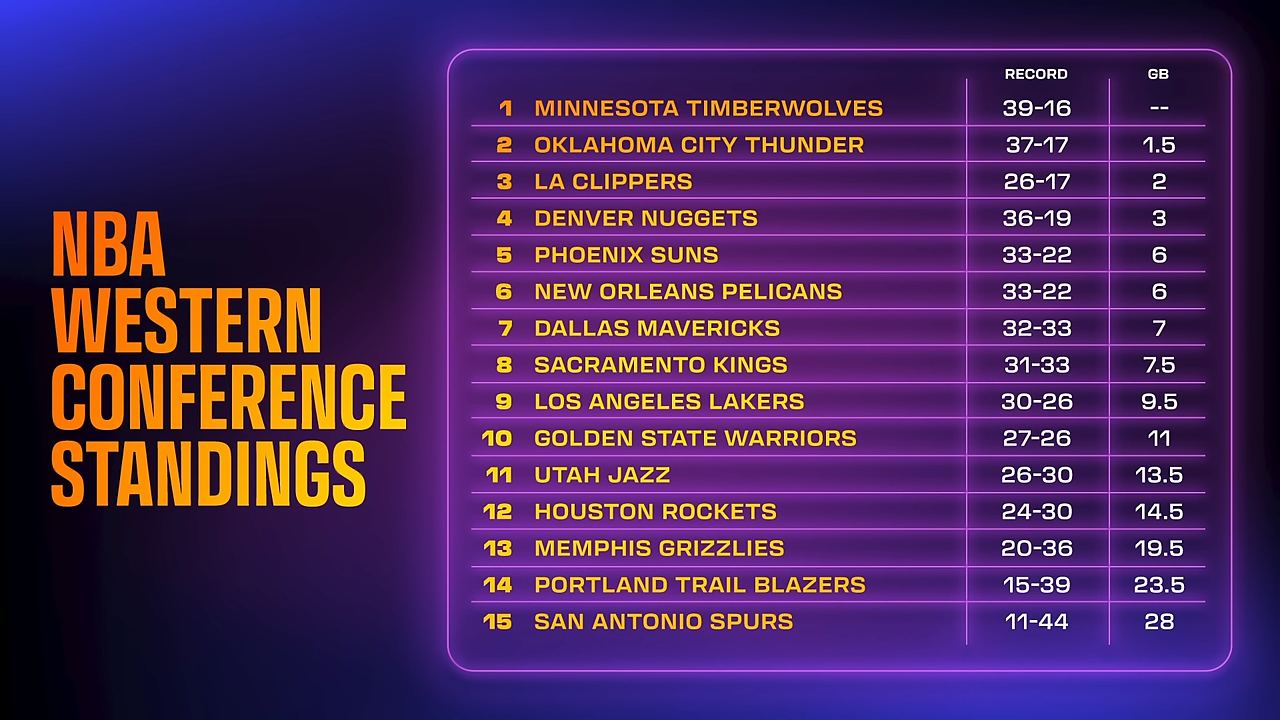 NBA
WESTERN
CONFERENCE
STANDINGS
RECORD GB
1 MINNESOTA TIMBERWOLVES 39-16 --
2 OKLAHOMA CITY THUNDER 37-17 1.5
3 LA CLIPPERS 26-17 2
4 DENVER NUGGETS 36-19 3
5 PHOENIX SUNS 33-22 6
6 NEW ORLEANS PELICANS 33-22 6
7 DALLAS MAVERICKS 32-33 7
8 SACRAMENTO KINGS 31-33 7.5
9 LOS ANGELES LAKERS 30-26 9.5
10 GOLDEN STATE WARRIORS 27-26 11
11 UTAH JAZZ 26-30 13.5
12 HOUSTON ROCKETS 24-30 14.5
13 MEMPHIS GRIZZLIES 20-36 19.5
14 PORTLAND TRAIL BLAZERS 15-39 23.5
15 SAN ANTONIO SPURS 11-44 28